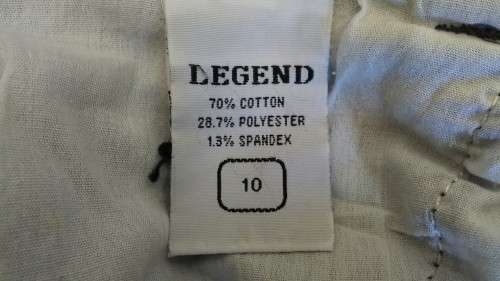 LEGEND
70% COTTON
28.7% POLYESTER
1.3% SPANDEX
10